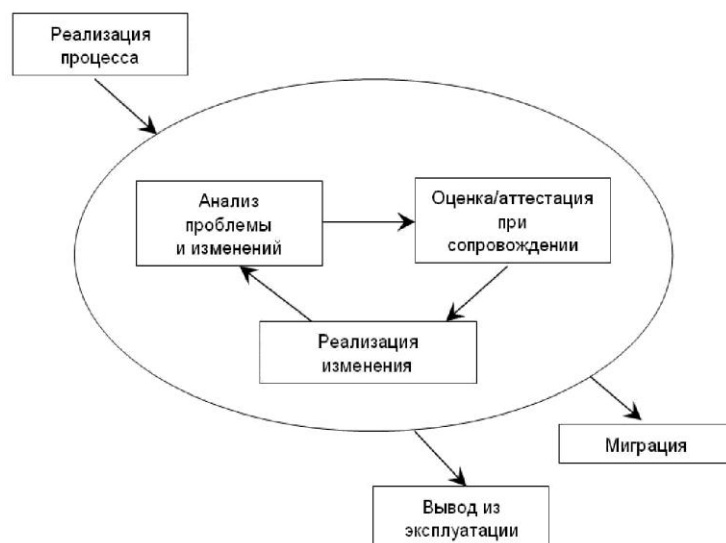 Реализация
процесса
Анализ
проблемы
и изменений
Оценка/аттестация
при
сопровождении
Реализация
изменения
Миграция
Вывод из
эксплуатации